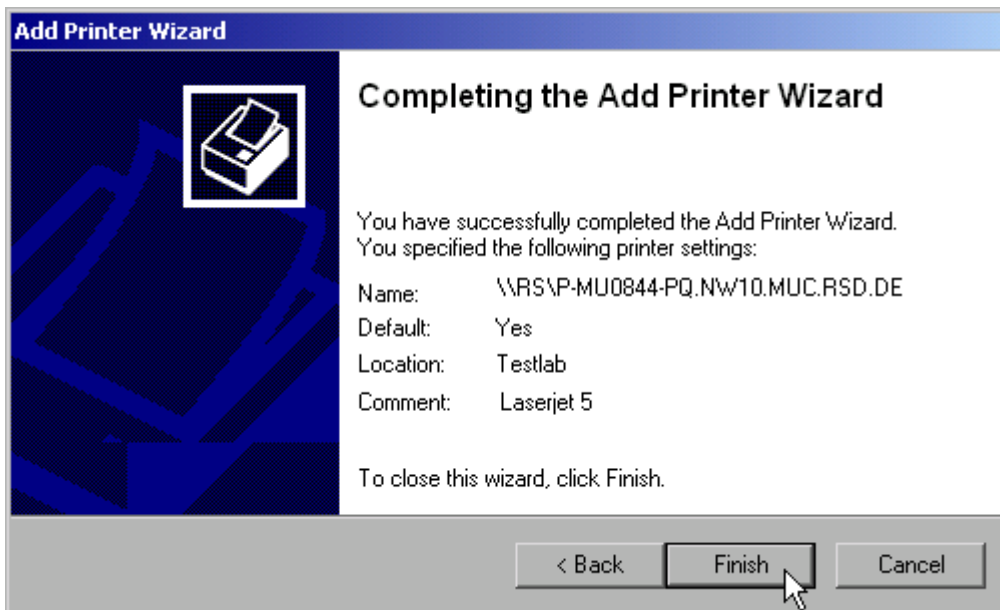 Add Printer Wizard
Completing the Add Printer Wizard
You have successfully completed the Add Printer Wizard.
You specified the following printer settings:
Name: \\RS\P-MU0844-PQ.NW10.MUC.RSD.DE
Default: Yes
Location: Testlab
Comment: Laserjet 5
To close this wizard, click Finish.
< Back Finish Cancel